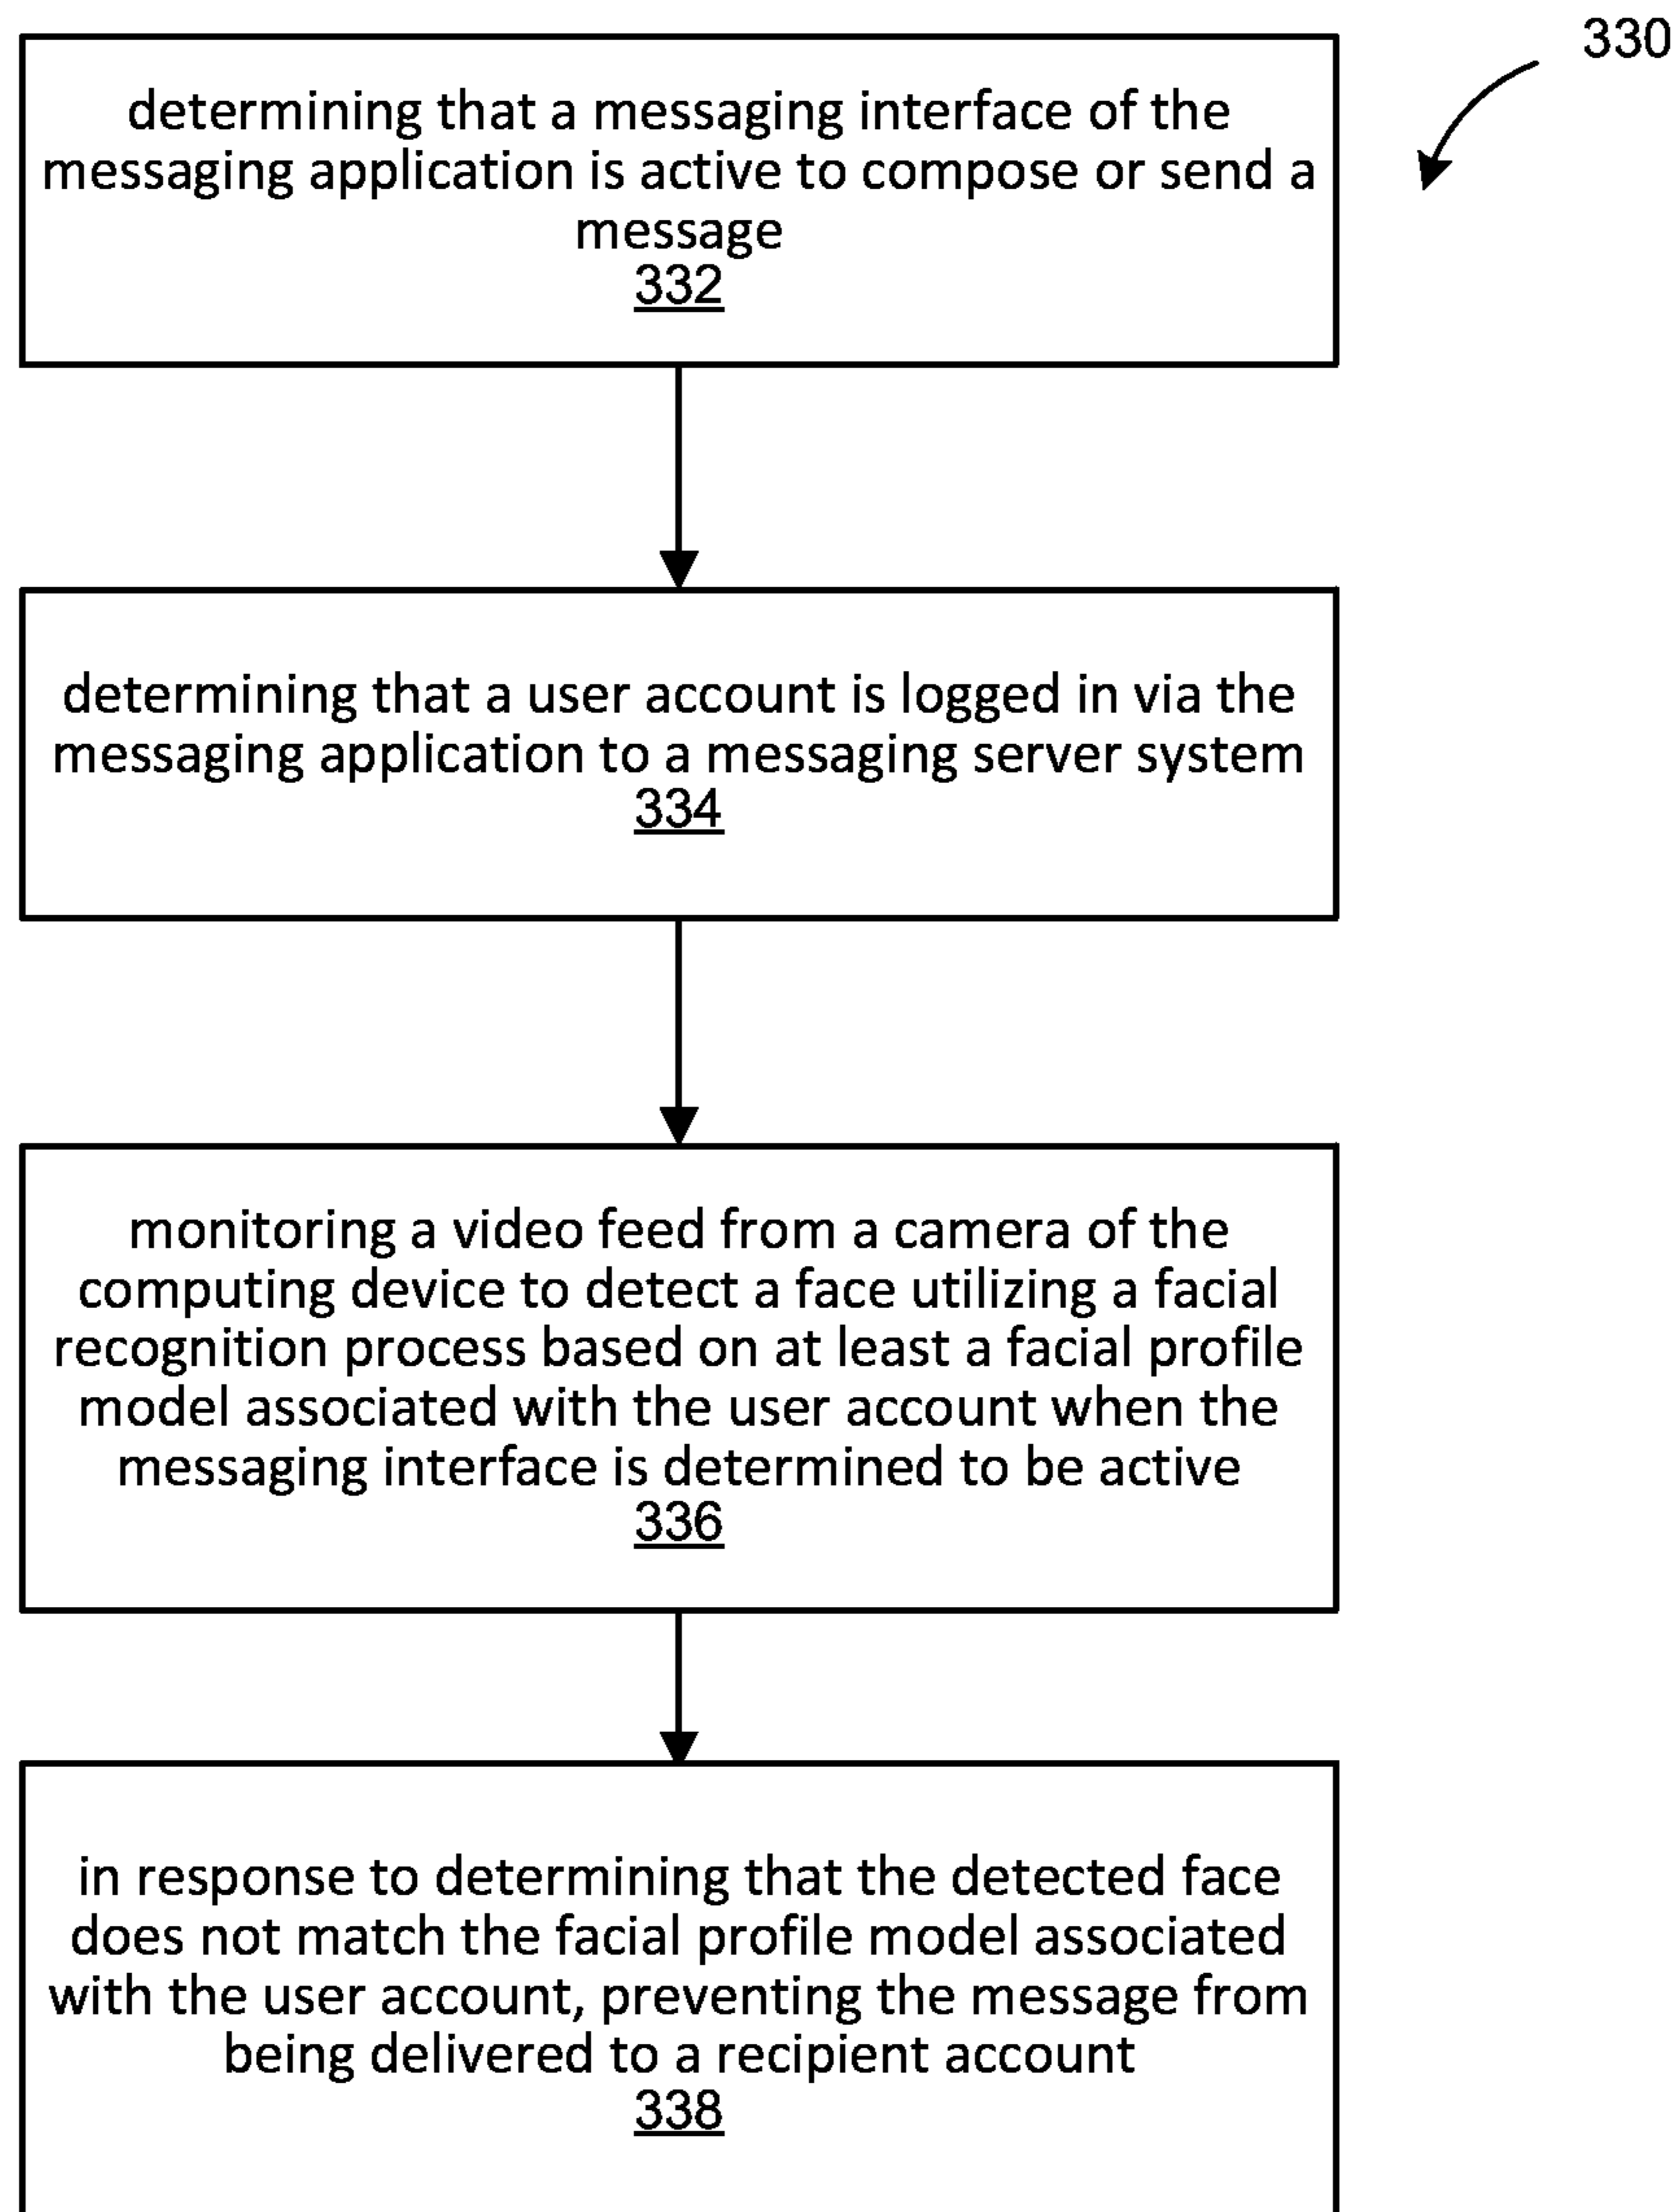 330
determining that a messaging interface of the
messaging application is active to compose or send a
message
332
determining that a user account is logged in via the
messaging application to a messaging server system
334
monitoring a video feed from a camera of the
computing device to detect a face utilizing a facial
recognition process based on at least a facial profile
model associated with the user account when the
messaging interface is determined to be active
336
in response to determining that the detected face
does not match the facial profile model associated
with the user account, preventing the message from
being delivered to a recipient account
338